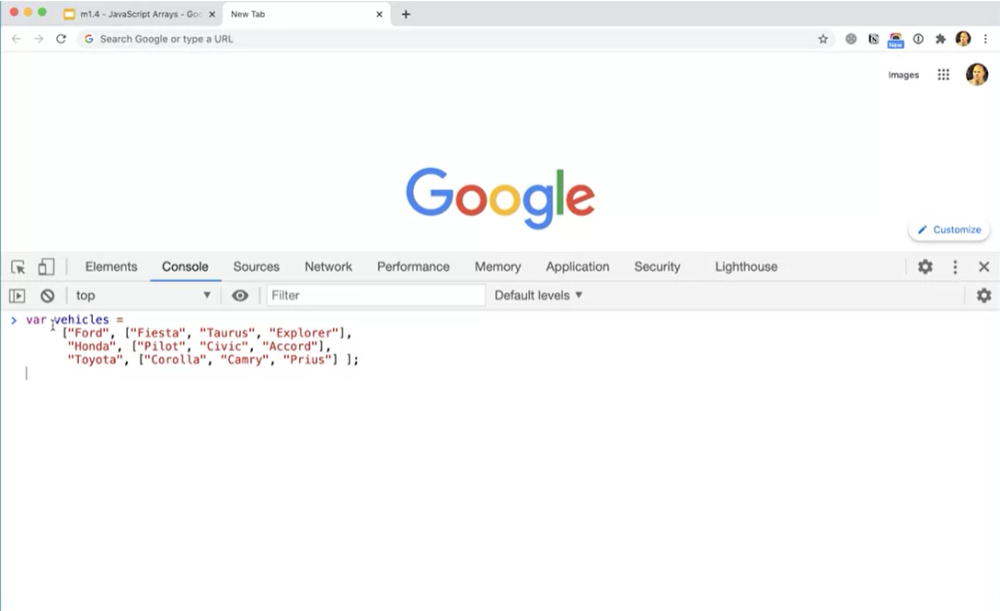 m1.4 - JavaScript Arrays - Goo
New Tab
Search Google or type a URL
New
Images
Google
Customize
Elements Console Sources Network Performance Memory Application Security Lighthouse
top Filter Default levels
> var vehicles =
["Ford", ["Fiesta", "Taurus", "Explorer"],
"Honda", ["Pilot", "Civic", "Accord"],
"Toyota", ["Corolla", "Camry", "Prius"] ];